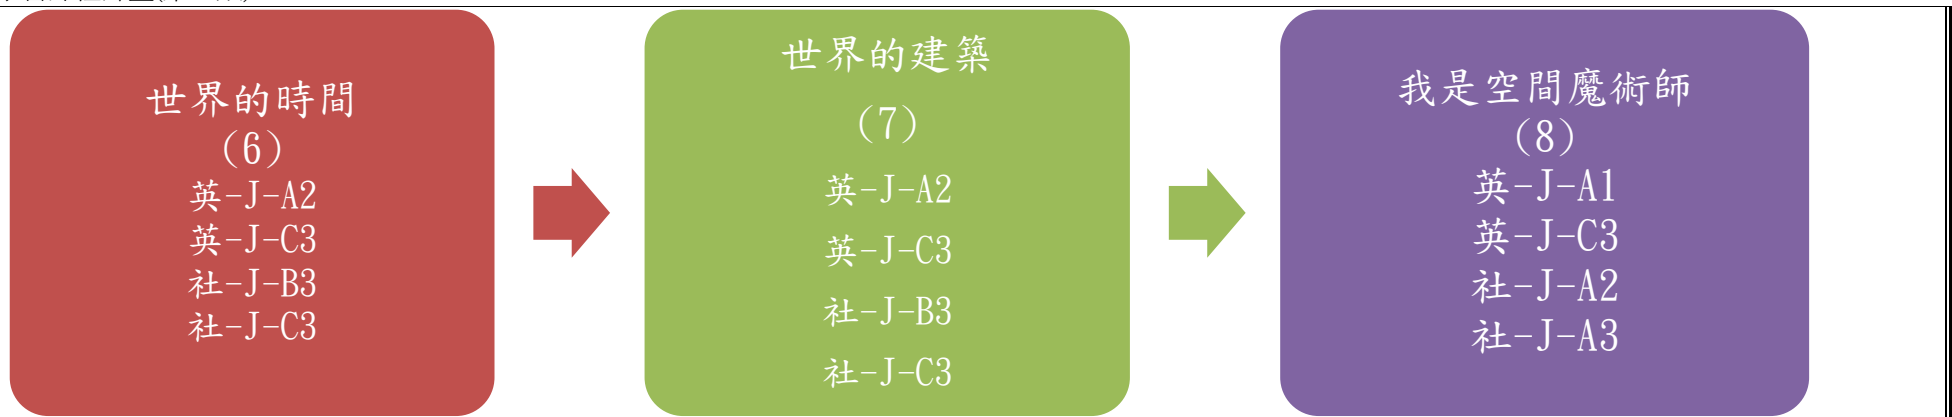 世界的時間
(6)
英-J-A2
英-J-C3
社-J-B3
社-J-C3
世界的建築
(7)
英-J-A2
英-J-C3
社-J-B3
社-J-C3
我是空間魔術師
(8)
英-J-A1
英-J-C3
社-J-A2
社-J-A3